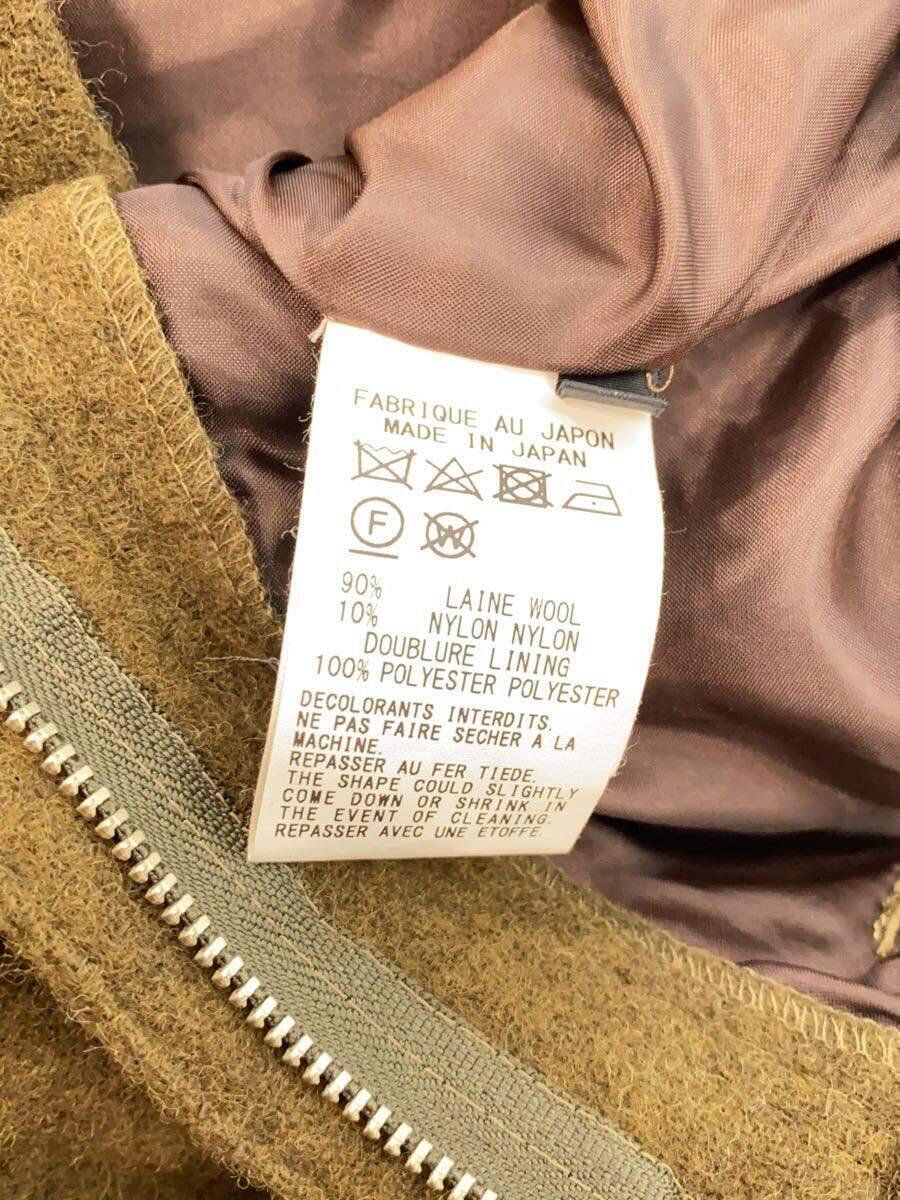 FABRIQUE AU JAPON
MADE IN JAPAN
F W
90% LAINE WOOL
10% NYLON NYLON
DOUBLURE LINING
100% POLYESTER POLYESTER
DECOLORANTS INTERDITS.
NE PAS FAIRE SECHER A LA
MACHINE.
REPASSER AU FER TIEDE.
THE SHAPE COULD SLIGHTLY
COME DOWN OR SHRINK IN
THE EVENT OF CLEANING.
REPASSER AVEC UNE ETOFFE.